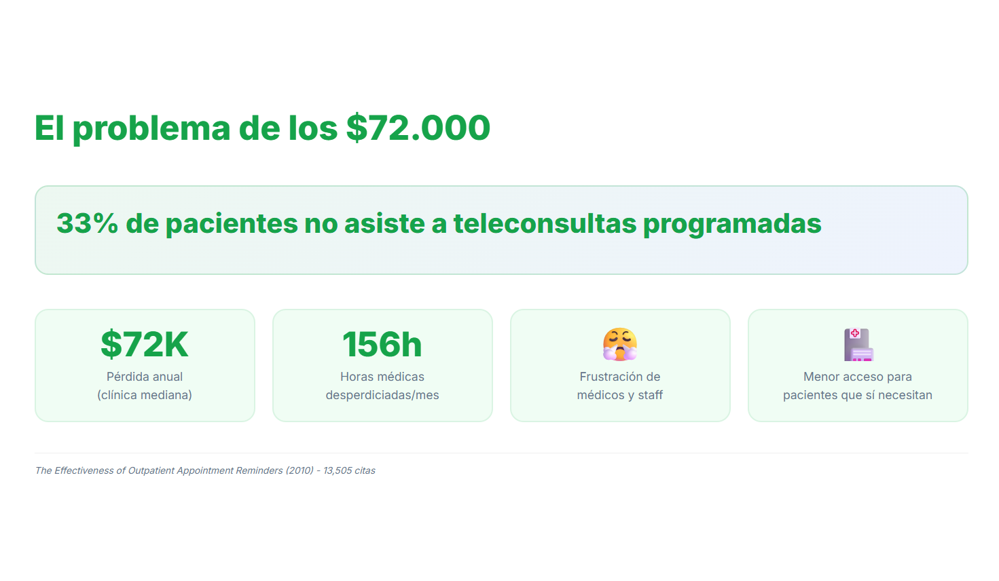 El problema de los $72.000
33% de pacientes no asiste a teleconsultas programadas
$72K
Pérdida anual
(clínica mediana)
156h
Horas médicas
desperdiciadas/mes
Frustración de
médicos y staff
Menor acceso para
pacientes que sí necesitan
The Effectiveness of Outpatient Appointment Reminders (2010) - 13,505 citas